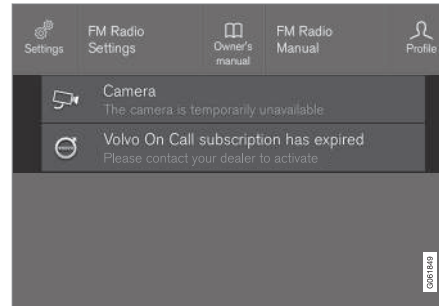 Settings
FM Radio
Settings
Owner's
manual
FM Radio
Manual
Profile
Camera
The camera is temporarily unavailable
Volvo On Call subscription has expired
Please contact your dealer to activate
G061849